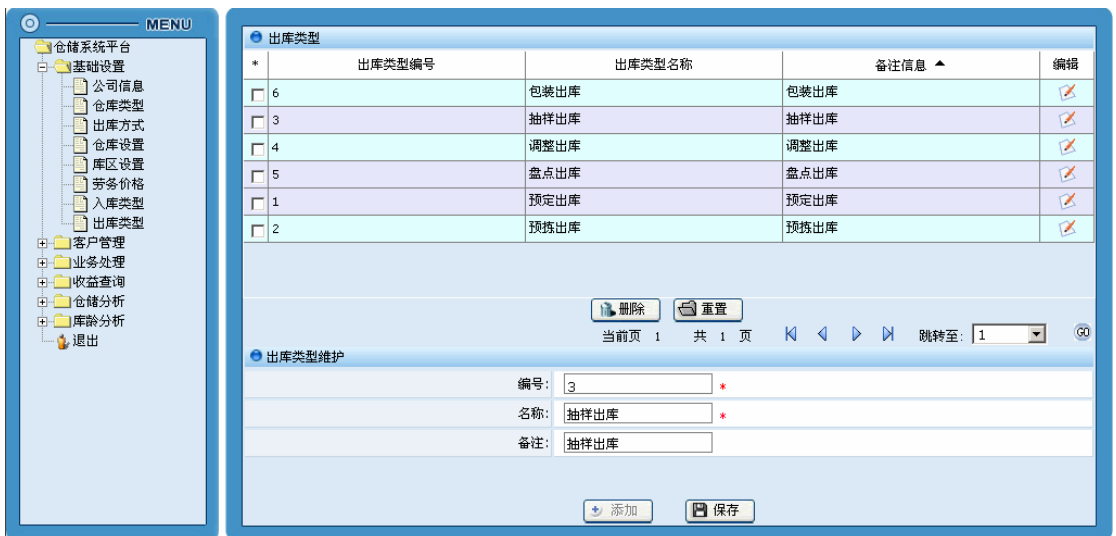 MENU
仓储系统平台
基础设置
公司信息
仓库类型
出库方式
仓库设置
库区设置
劳务价格
入库类型
出库类型
客户管理
业务处理
收益查询
仓储分析
库龄分析
退出
出库类型
* 出库类型编号 出库类型名称 备注信息 ▲ 编辑
6 包装出库 包装出库
3 抽样出库 抽样出库
4 调整出库 调整出库
5 盘点出库 盘点出库
1 预定出库 预定出库
2 预拣出库 预拣出库
删除 重置
当前页 1 共 1 页 跳转至: 1 GO
出库类型维护
编号: 3 *
名称: 抽样出库 *
备注: 抽样出库
添加 保存